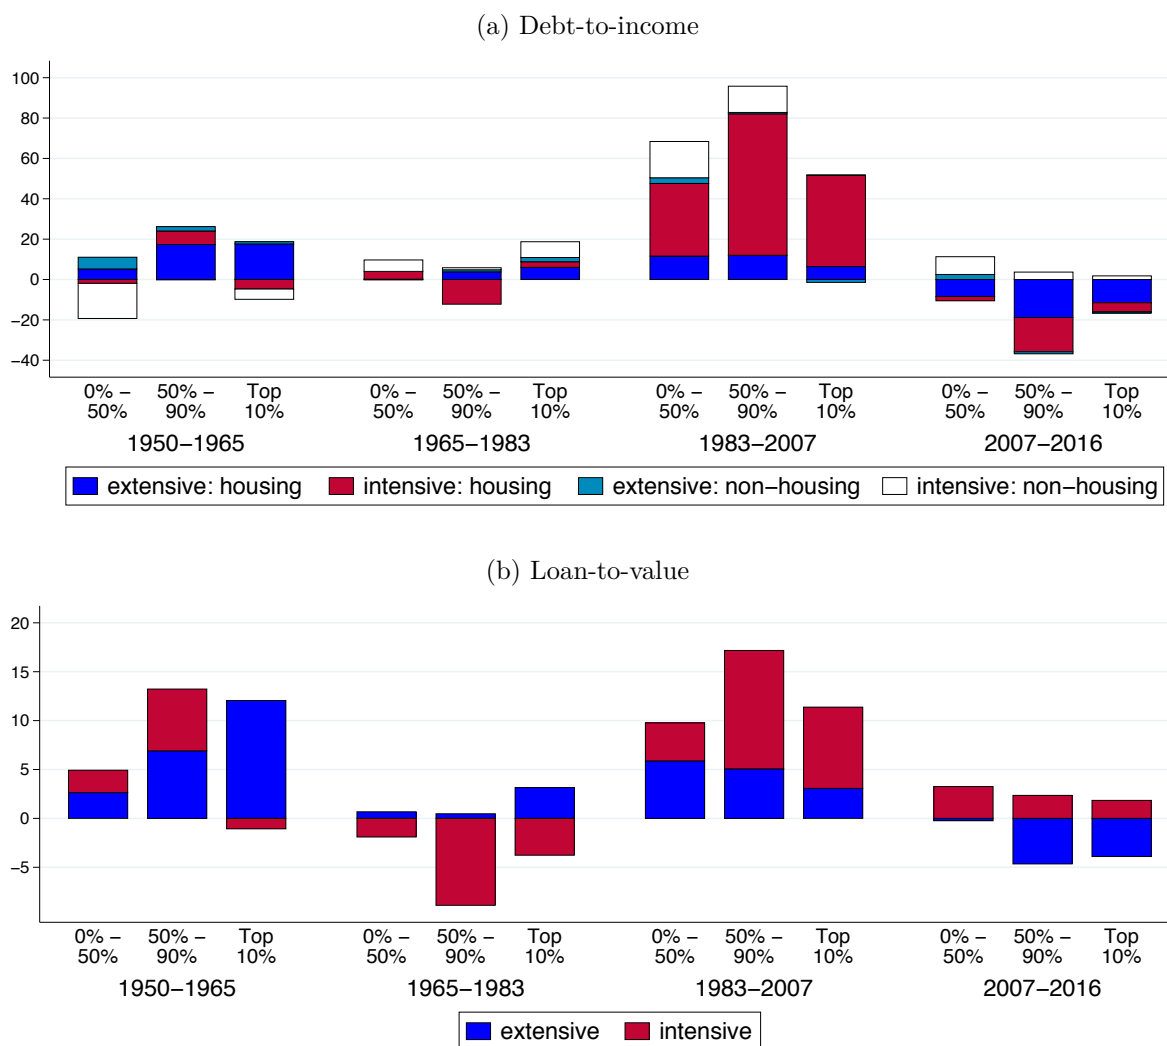 (a) Debt-to-income
100
80
60
40
20
0
−20
−40
0% − 50% 50% − 90% Top 10% 0% − 50% 50% − 90% Top 10% 0% − 50% 50% − 90% Top 10% 0% − 50% 50% − 90% Top 10%
1950−1965 1965−1983 1983−2007 2007−2016
extensive: housing intensive: housing extensive: non−housing intensive: non−housing
(b) Loan-to-value
20
15
10
5
0
−5
0% − 50% 50% − 90% Top 10% 0% − 50% 50% − 90% Top 10% 0% − 50% 50% − 90% Top 10% 0% − 50% 50% − 90% Top 10%
1950−1965 1965−1983 1983−2007 2007−2016
extensive intensive